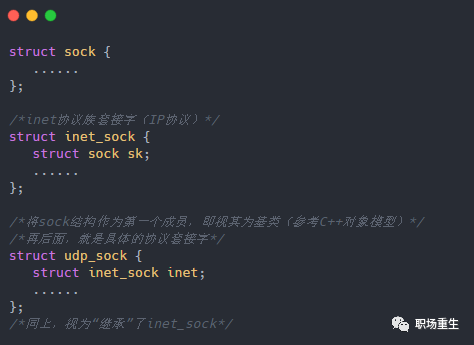 struct sock {
......
};
/*inet协议族套接字（IP协议）*/
struct inet_sock {
struct sock sk;
......
};
/*将sock结构作为第一个成员，即视其为基类（参考C++对象模型）*/
/*再后面，就是具体的协议套接字*/
struct udp_sock {
struct inet_sock inet;
......
};
/*同上，视为“继承”了inet_sock*/
职场重生